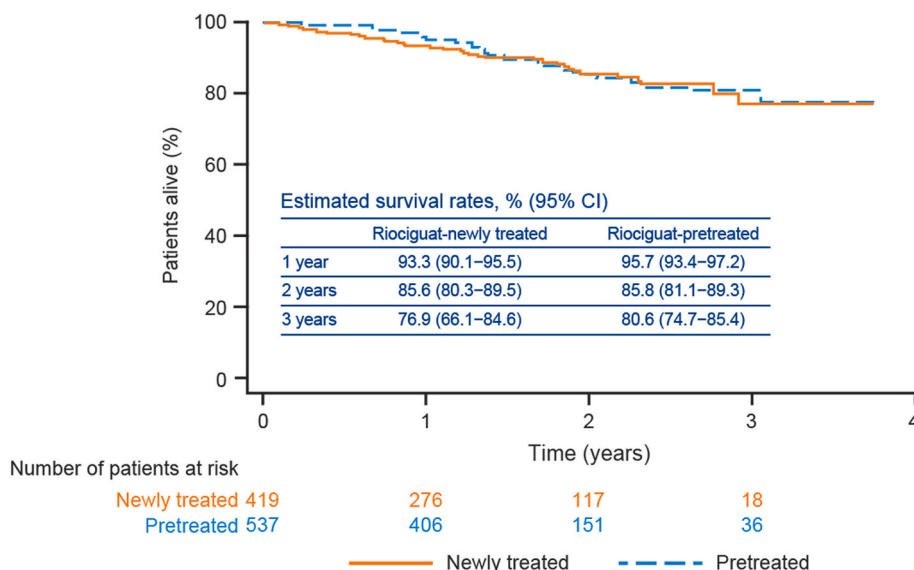 100
80
60
40
20
0
Patients alive (%)
Estimated survival rates, % (95% CI)
Riociguat-newly treated Riociguat-pretreated
1 year 93.3 (90.1–95.5) 95.7 (93.4–97.2)
2 years 85.6 (80.3–89.5) 85.8 (81.1–89.3)
3 years 76.9 (66.1–84.6) 80.6 (74.7–85.4)
0 1 2 3 4
Time (years)
Number of patients at risk
Newly treated 419 276 117 18
Pretreated 537 406 151 36
Newly treated Pretreated